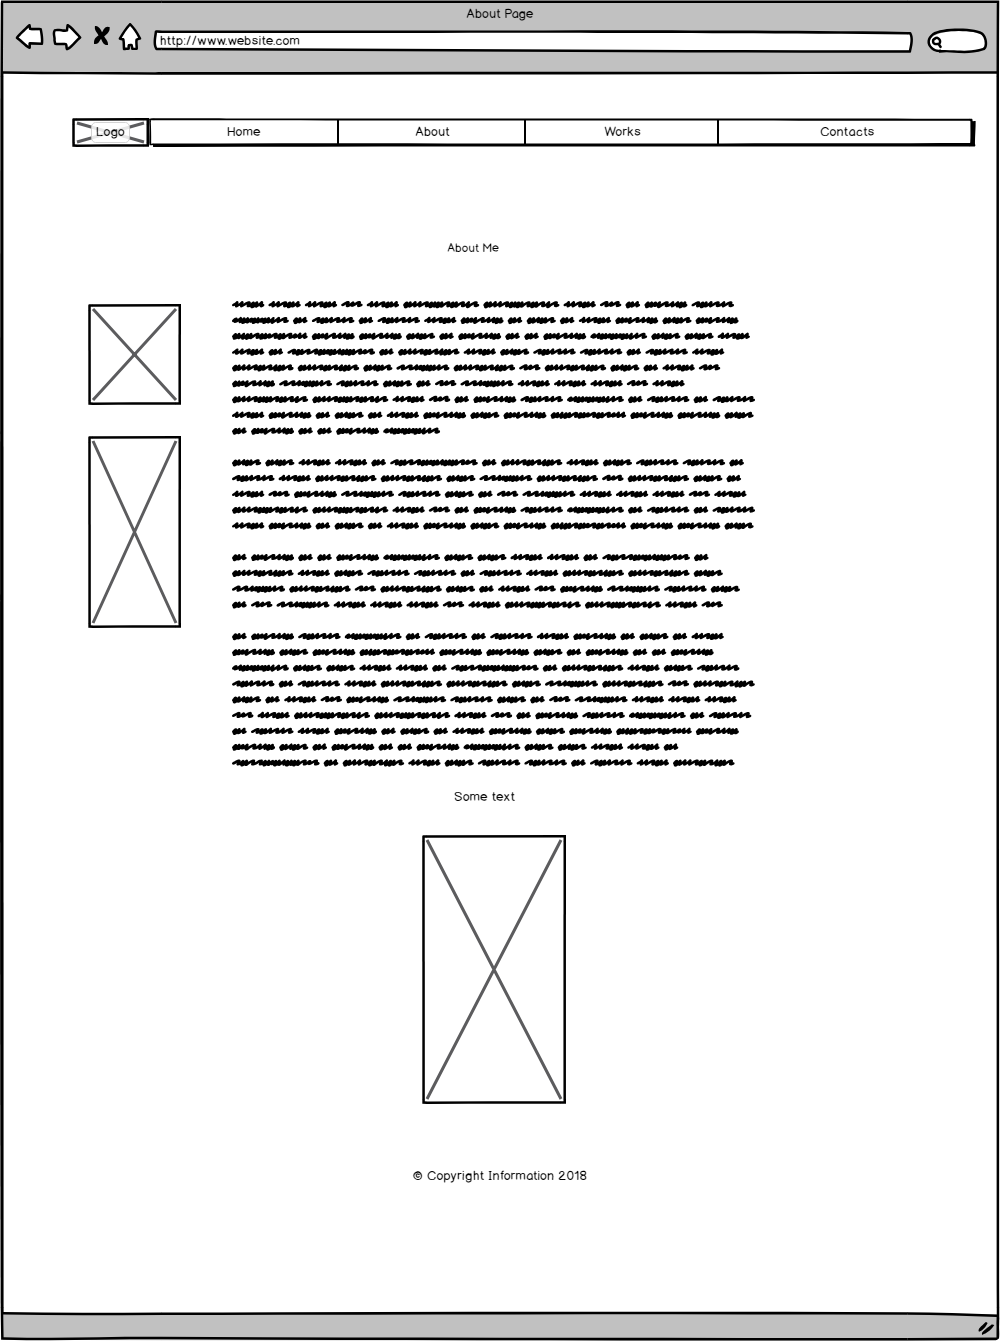 About Page
http://www.website.com
Logo Home About Works Contacts
About Me
Some text
© Copyright Information 2018